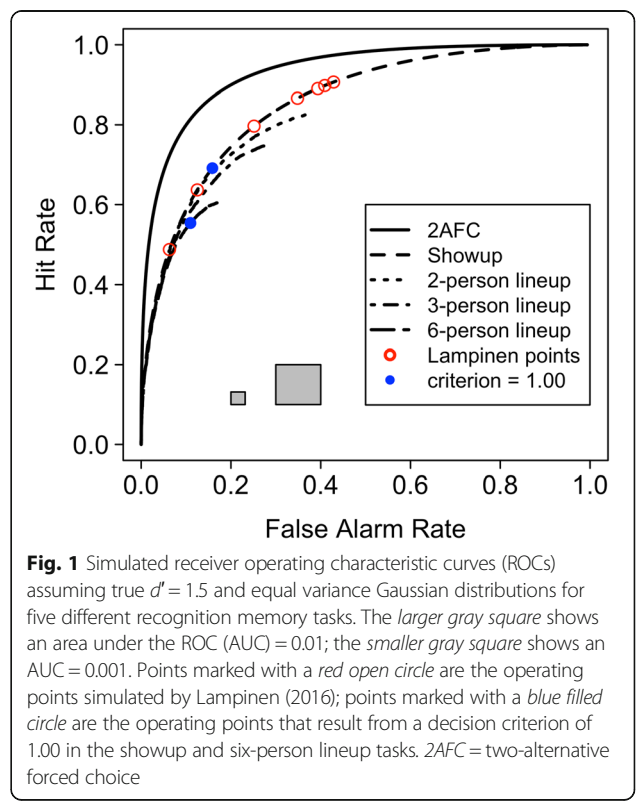 1.0
0.8
0.6
0.4
0.2
0.0
Hit Rate
2AFC
Showup
2-person lineup
3-person lineup
6-person lineup
Lampinen points
criterion = 1.00
0.0 0.2 0.4 0.6 0.8 1.0
False Alarm Rate
Fig. 1 Simulated receiver operating characteristic curves (ROCs)
assuming true d′ = 1.5 and equal variance Gaussian distributions for
five different recognition memory tasks. The larger gray square shows
an area under the ROC (AUC) = 0.01; the smaller gray square shows an
AUC = 0.001. Points marked with a red open circle are the operating
points simulated by Lampinen (2016); points marked with a blue filled
circle are the operating points that result from a decision criterion of
1.00 in the showup and six-person lineup tasks. 2AFC = two-alternative
forced choice